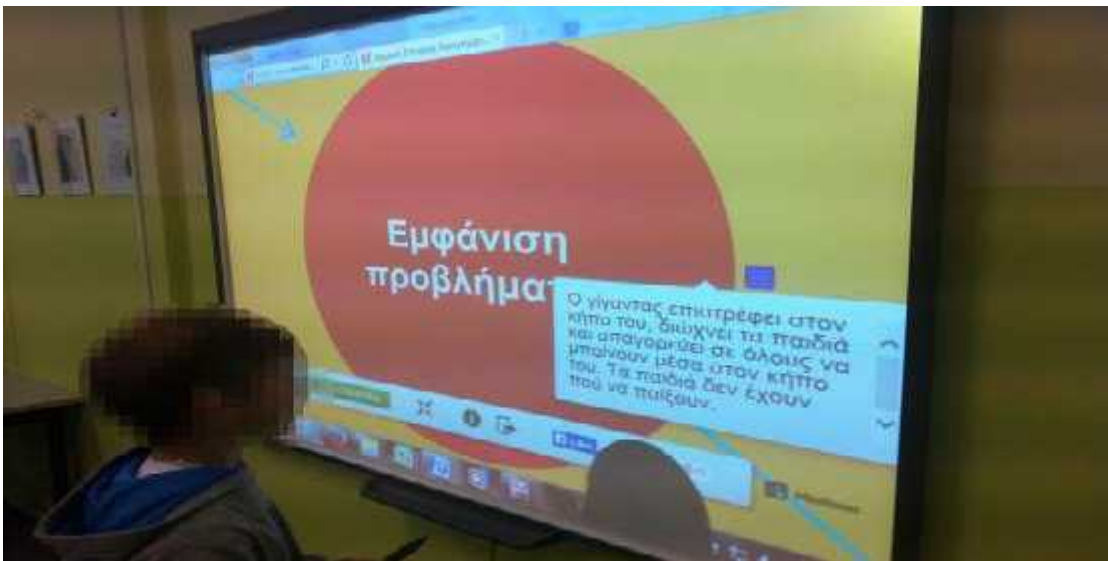 Εμφάνιση
προβλήματ
Ο γίγαντας επιστρέφει στον
κήπο του, διώχνει τα παιδιά
και απαγορεύει σε όλους να
μπαίνουν μέσα στον κήπο
του. Τα παιδιά δεν έχουν
πού να παίξουν.